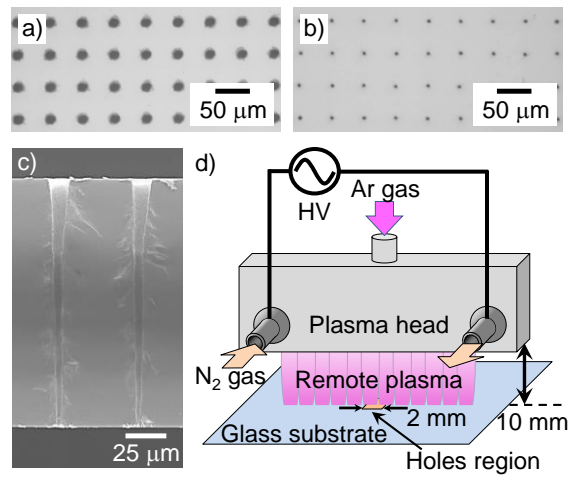 a)
50 μm
b)
50 μm
c)
25 μm
d)
HV
Ar gas
Plasma head
N2 gas
Remote plasma
2 mm
10 mm
Glass substrate
Holes region